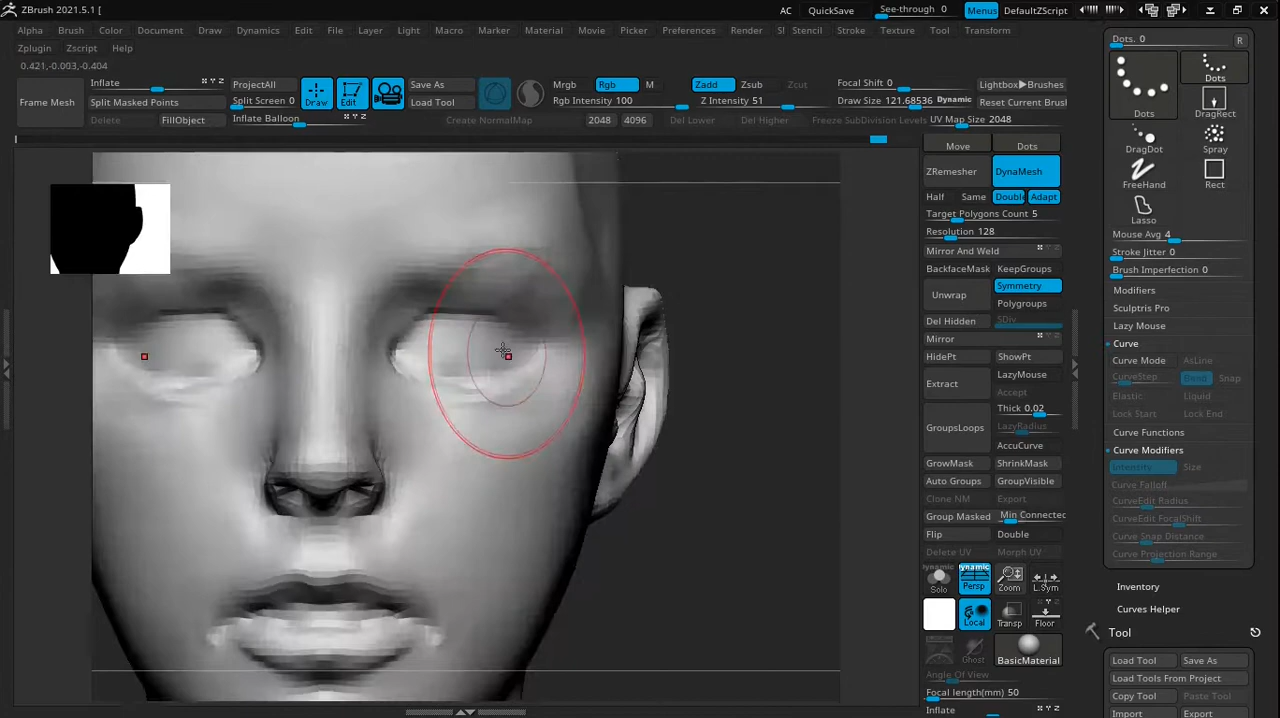 ZBrush 2021.5.1 [
AC
QuickSave
See-through 0
Menus
DefaultZScript
Alpha Brush Color Document Draw Dynamics Edit File Layer Light Macro Marker Material Movie Picker Preferences Render Sl Stencil Stroke Texture Tool Transform
Zplugin Zscript Help
0.421,-0.003,-0.404
Frame Mesh
Inflate
X Y Z
Split Masked Points
Delete
FillObject
ProjectAll
Split Screen 0
Inflate Balloon
X Y Z
Draw
Edit
Save As
Load Tool
Create NormalMap
Mrgb
Rgb
M
Rgb Intensity 100
2048
4096
Zadd
Zsub
Zcut
Z Intensity 51
Del Lower
Del Higher
Focal Shift 0
Draw Size 121.68536
Dynamic
Freeze SubDivision Levels
Lightbox▶Brushes
Reset Current Brush
UV Map Size 2048
Move
Dots
ZRemesher
DynaMesh
Half
Same
Double
Adapt
Target Polygons Count 5
Resolution 128
Mirror And Weld
BackfaceMask
KeepGroups
Unwrap
Symmetry
Polygroups
Del Hidden
SDiv
Mirror
HidePt
ShowPt
Extract
LazyMouse
Accept
Thick 0.02
GroupsLoops
LazyRadius
AccuCurve
GrowMask
ShrinkMask
Auto Groups
GroupVisible
Clone NM
Export
Group Masked
Min Connected
Flip
Double
Delete UV
Morph UV
Dynamic
Solo
Dynamic
Persp
Zoom
L.Sym
Local
Transp
Floor
Ghost
BasicMaterial
Angle Of View
Focal length(mm) 50
Inflate
X Y Z
Dots. 0
R
Dots
Dots
DragRect
DragDot
Spray
FreeHand
Rect
Lasso
Mouse Avg 4
Stroke Jitter 0
Brush Imperfection 0
Modifiers
Sculptris Pro
Lazy Mouse
Curve
Curve Mode
AsLine
CurveStep
Bend
Snap
Elastic
Liquid
Lock Start
Lock End
Curve Functions
Curve Modifiers
Intensity
Size
Curve Falloff
CurveEdit Radius
CurveEdit FocalShift
Curve Snap Distance
Curve Projection Range
Inventory
Curves Helper
Tool
Load Tool
Save As
Load Tools From Project
Copy Tool
Paste Tool
Import
Export